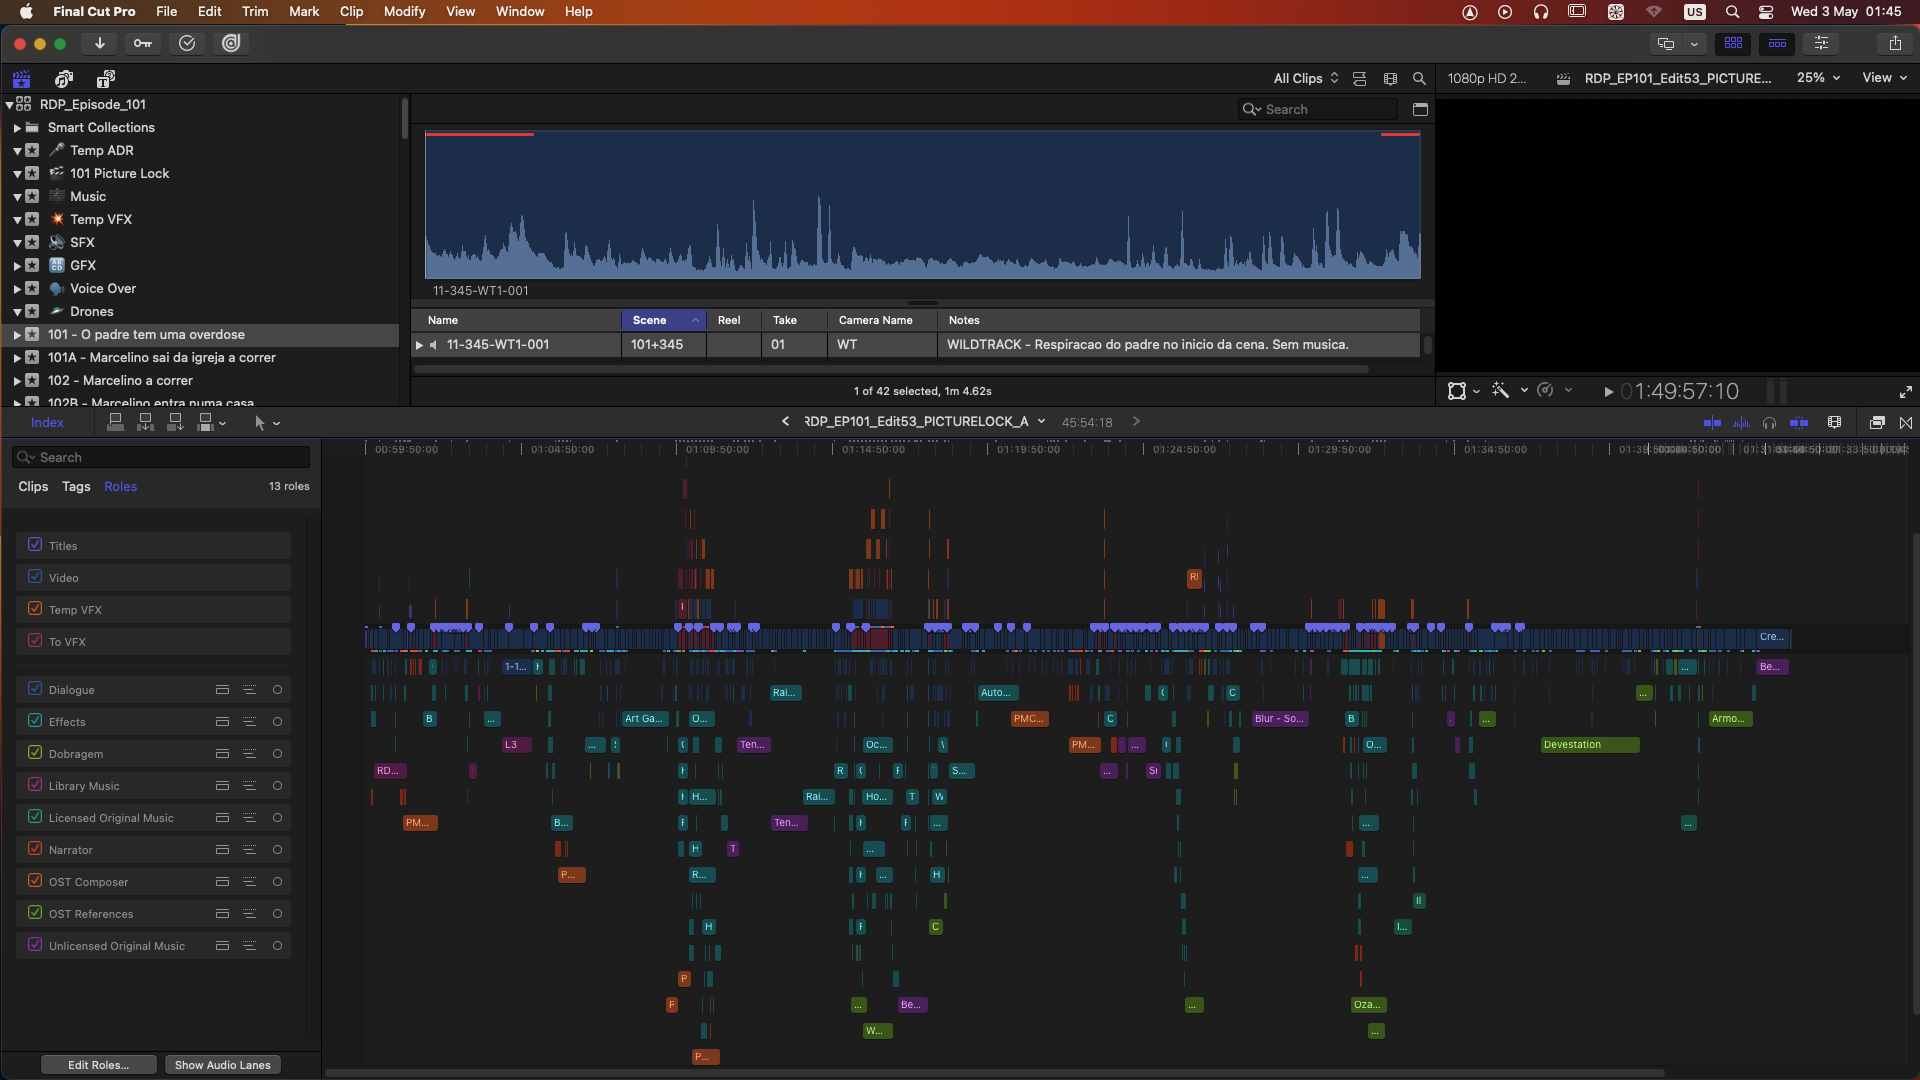 Final Cut Pro File Edit Trim Mark Clip Modify View Window Help US Wed 3 May 01:45
All Clips 1080p HD 2... RDP_EP101_Edit53_PICTURE... 25% View
RDP_Episode_101
Smart Collections
Temp ADR
101 Picture Lock
Music
Temp VFX
SFX
GFX
Voice Over
Drones
101 - O padre tem uma overdose
101A - Marcelino sai da igreja a correr
102 - Marcelino a correr
102B - Marcelino entra numa casa
Search
11-345-WT1-001
Name Scene Reel Take Camera Name Notes
11-345-WT1-001 101+345 01 WT WILDTRACK - Respiracao do padre no inicio da cena. Sem musica.
1 of 42 selected, 1m 4.62s
01:49:57:10
Index RDP_EP101_Edit53_PICTURELOCK_A 45:54:18
Search
Clips Tags Roles 13 roles
Titles
Video
Temp VFX
To VFX
Dialogue
Effects
Dobragem
Library Music
Licensed Original Music
Narrator
OST Composer
OST References
Unlicensed Original Music
Edit Roles... Show Audio Lanes
00:59:50:00 01:04:50:00 01:09:50:00 01:14:50:00 01:19:50:00 01:24:50:00 01:29:50:00 01:34:50:00
RI
Cre...
1-1... Be...
Rai... Auto... C
B ... Art Ga... O... PMC... C Blur - So... B ... Armo...
L3 ... Ten... Oc... PM... ... O... Devestation
RD... R S... ... Su
H... Rai... Ho... T W
PM... B... Ten... ... ... ...
H T ...
P... R... ... H ...
II
H C I...
P
... Be... ... Oza...
W... ...
P...